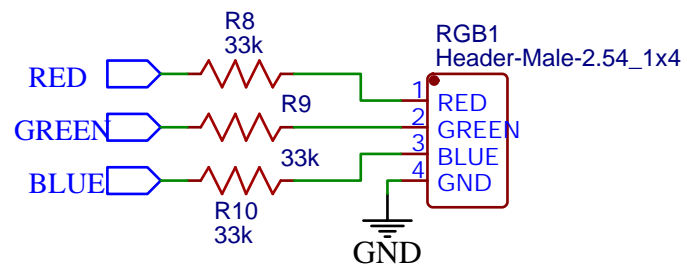 R8
33k
RED
R9
GREEN
33k
BLUE
R10
33k
RGB1
Header-Male-2.54_1x4
1
RED
2
GREEN
3
BLUE
4
GND
GND